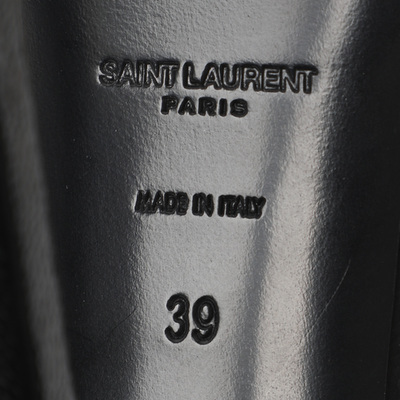 SAINT LAURENT
PARIS
MADE IN ITALY
39